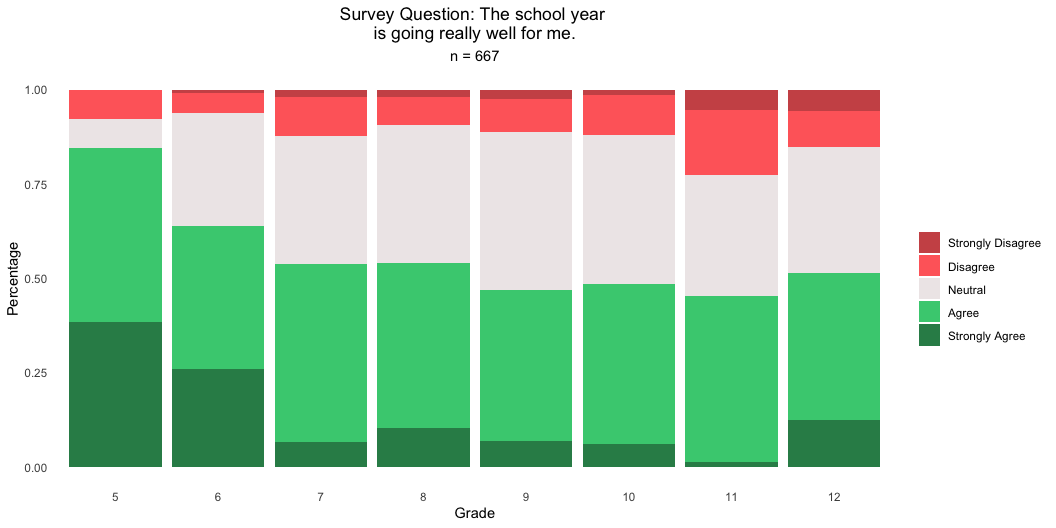 Survey Question: The school year
is going really well for me.
n = 667
Percentage
1.00
0.75
0.50
0.25
0.00
5 6 7 8 9 10 11 12
Grade
Strongly Disagree
Disagree
Neutral
Agree
Strongly Agree